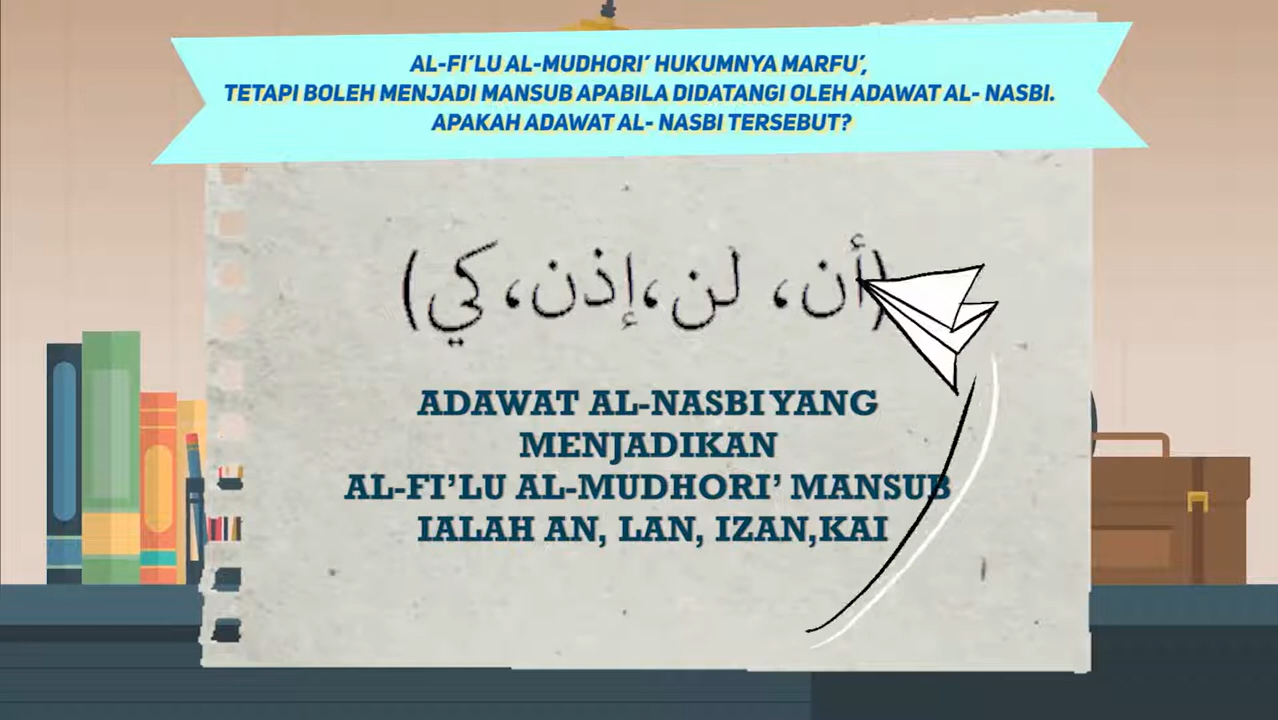 AL-FI'LU AL-MUDHORI' HUKUMNYA MARFU',
TETAPI BOLEH MENJADI MANSUB APABILA DIDATANGI OLEH ADAWAT AL- NASBI.
APAKAH ADAWAT AL- NASBI TERSEBUT?
(أن، لن،إذن،كي)
ADAWAT AL-NASBI YANG
MENJADIKAN
AL-FI’LU AL-MUDHORI’ MANSUB
IALAH AN, LAN, IZAN,KAI